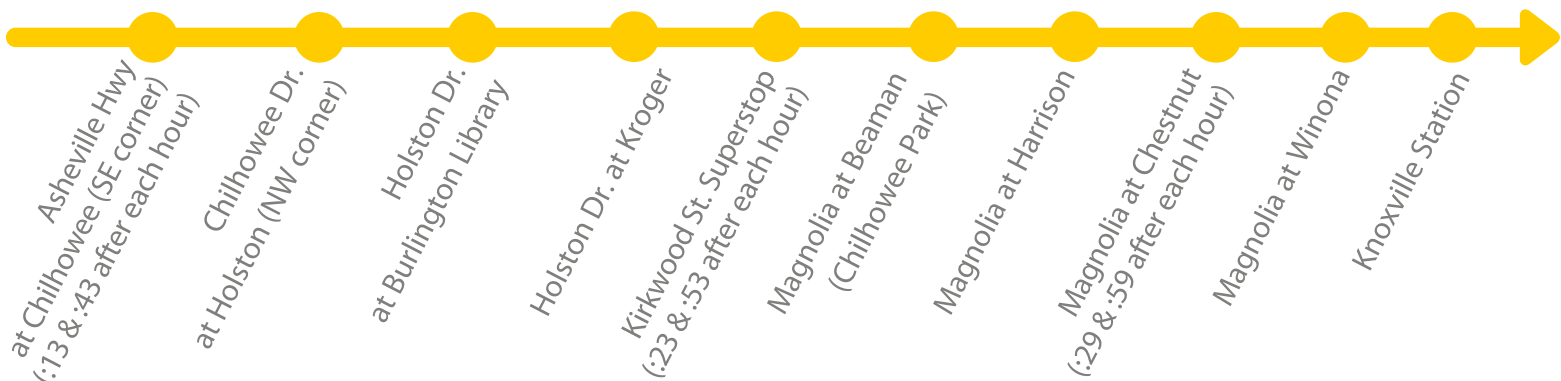 Asheville Hwy
at Chilhowee (SE corner)
(:13 & :43 after each hour)
Chilhowee Dr.
at Holston (NW corner)
Holston Dr.
at Burlington Library
Holston Dr. at Kroger
Kirkwood St. Superstop
(:23 & :53 after each hour)
Magnolia at Beaman
(Chilhowee Park)
Magnolia at Harrison
Magnolia at Chestnut
(:29 & :59 after each hour)
Magnolia at Winona
Knoxville Station